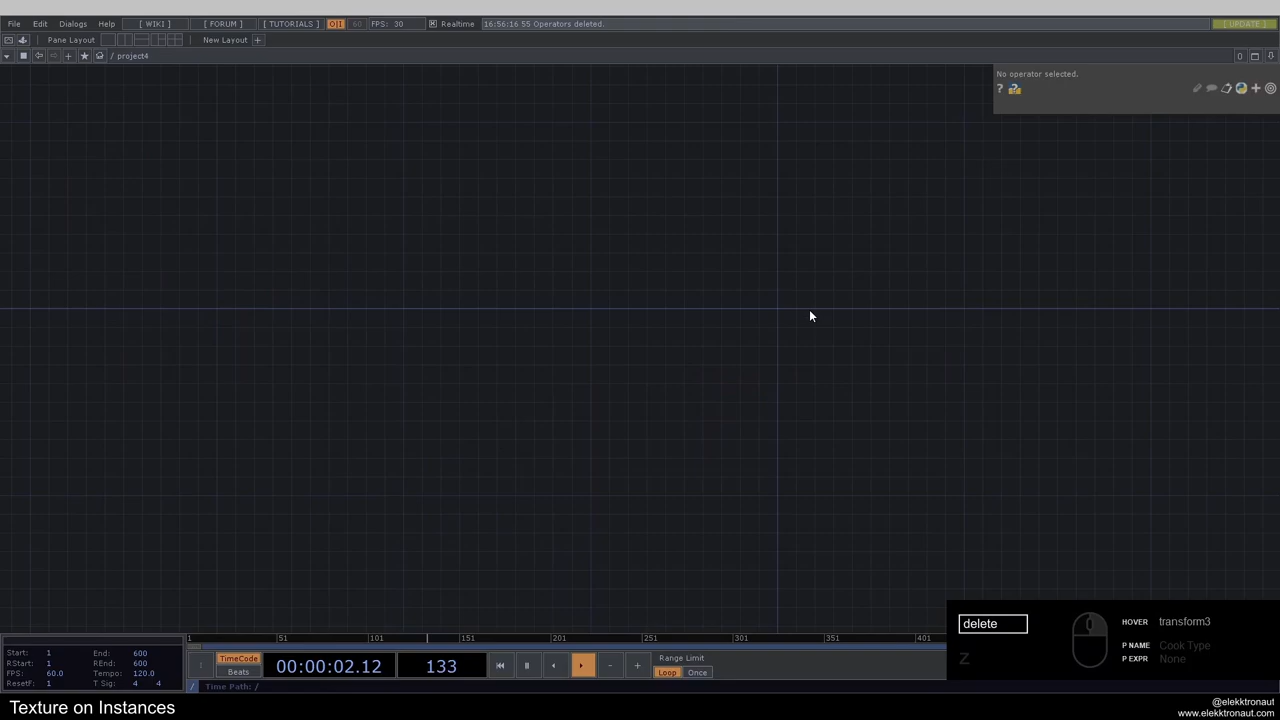 File Edit Dialogs Help [ WIKI ] [ FORUM ] [ TUTORIALS ] O|I 60 FPS: 30 Realtime 16:56:16 55 Operators deleted. [ UPDATE ]
Pane Layout New Layout +
/ project4
No operator selected.
delete
Z
HOVER transform3
P NAME Cook Type
P EXPR None
1 51 101 151 201 251 301 351 401
Start: 1 End: 600
RStart: 1 REnd: 600
FPS: 60.0 Tempo: 120.0
ResetF: 1 T Sig: 4 4
TimeCode
Beats
00:00:02.12 133
Range Limit
Loop Once
/ Time Path: /
Texture on Instances
@elekktronaut
www.elekktronaut.com